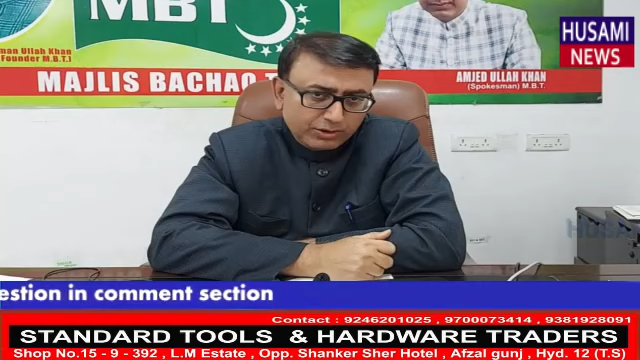 MBT
HUSAMI
NEWS
man Ullah Khan
(Founder M.B.T.)
MAJLIS BACHAO T
AMJED ULLAH KHAN
(Spokesman) M.B.T.
HUSAMI
estion in comment section
Contact : 9246201025 , 9700073414 , 9381928091
STANDARD TOOLS & HARDWARE TRADERS
Shop No.15 - 9 - 392 , L.M Estate , Opp. Shanker Sher Hotel , Afzal gunj , Hyd. 12 (T.S)